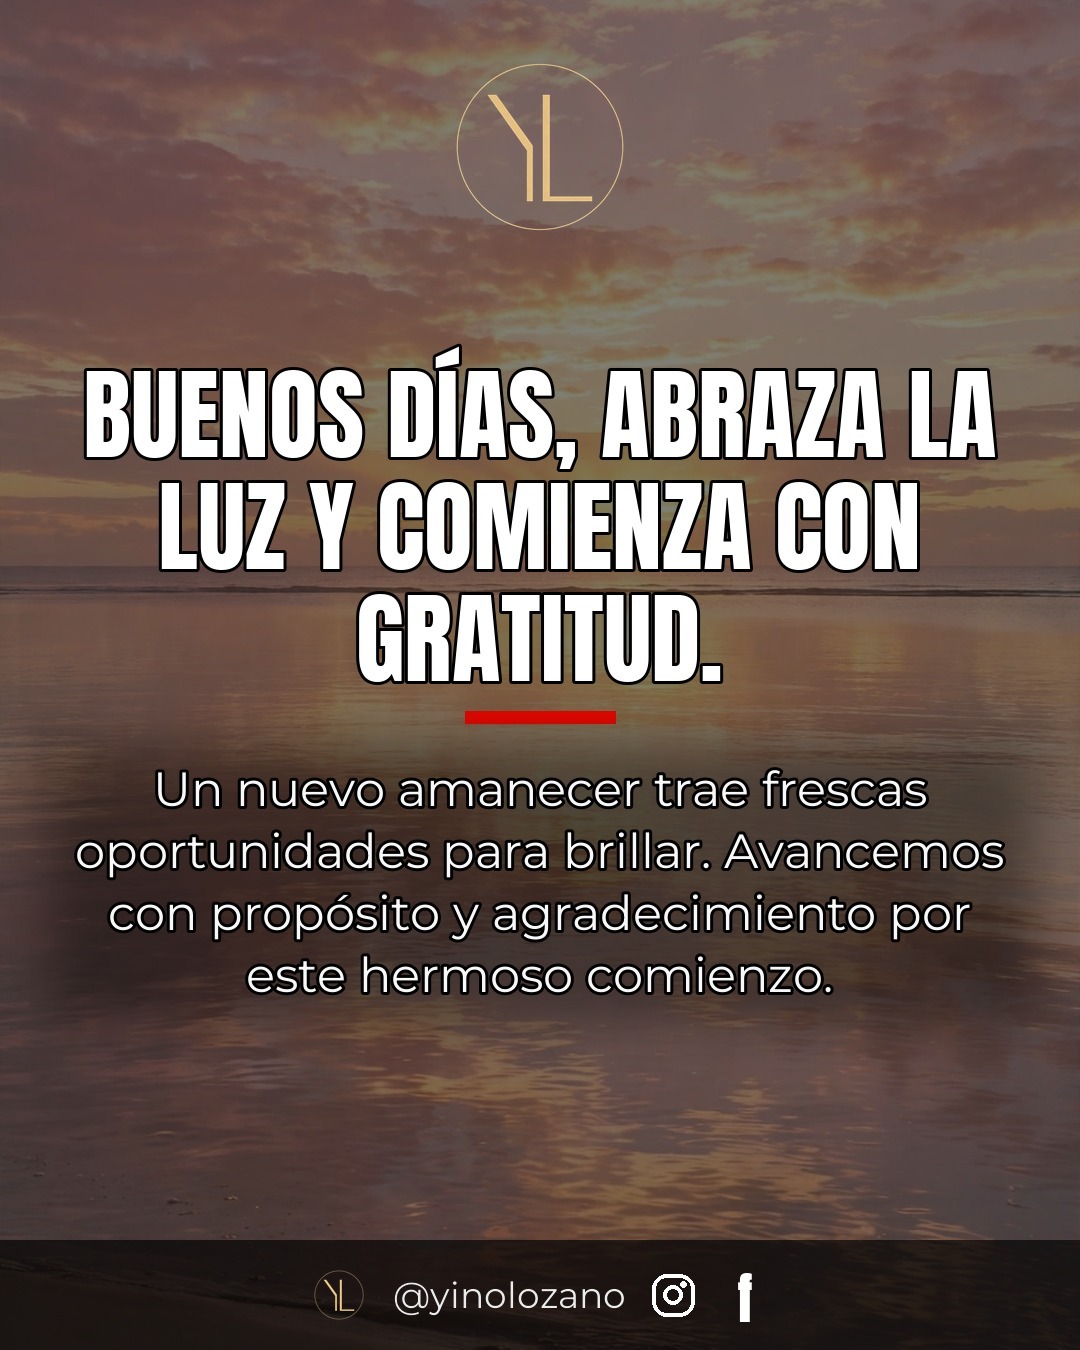 YL
BUENOS DÍAS, ABRAZA LA
LUZ Y COMIENZA CON
GRATITUD.
Un nuevo amanecer trae frescas
oportunidades para brillar. Avancemos
con propósito y agradecimiento por
este hermoso comienzo.
YL @yinolozano